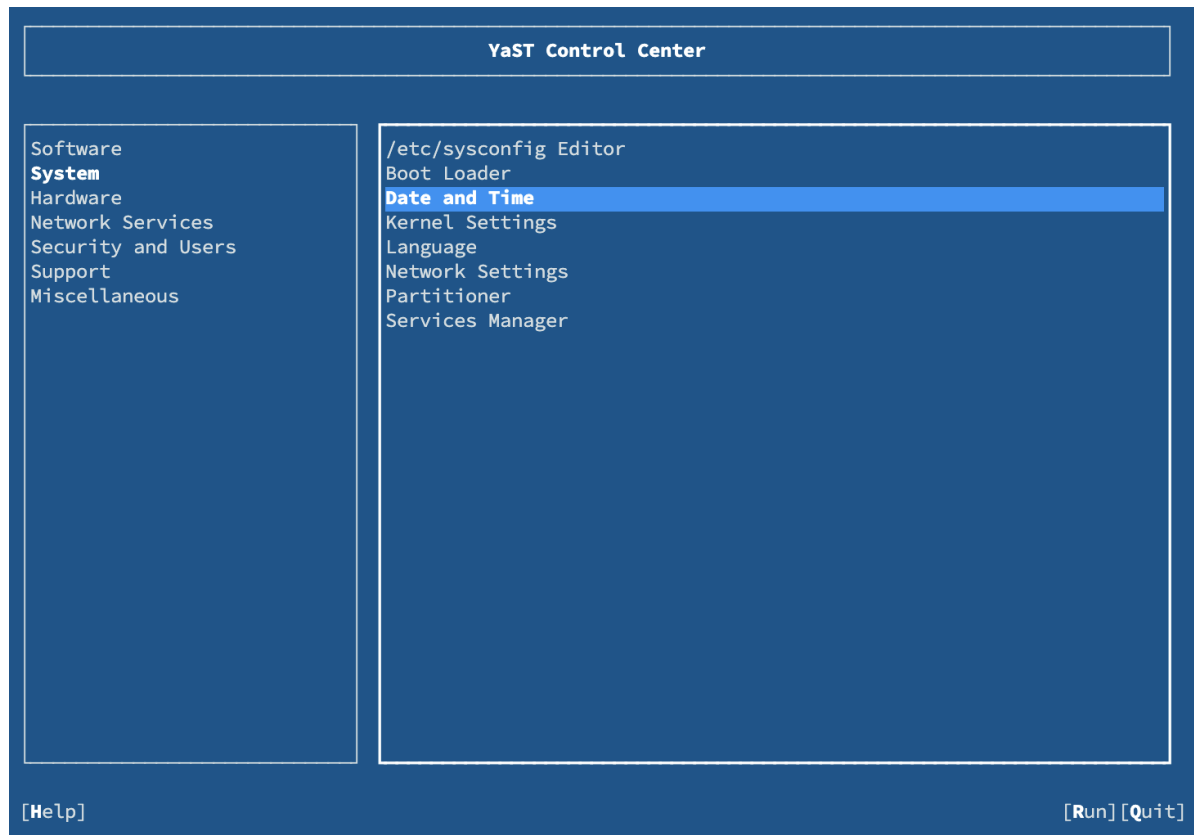 YaST Control Center
Software
System
Hardware
Network Services
Security and Users
Support
Miscellaneous
/etc/sysconfig Editor
Boot Loader
Date and Time
Kernel Settings
Language
Network Settings
Partitioner
Services Manager
[Help]
[Run][Quit]